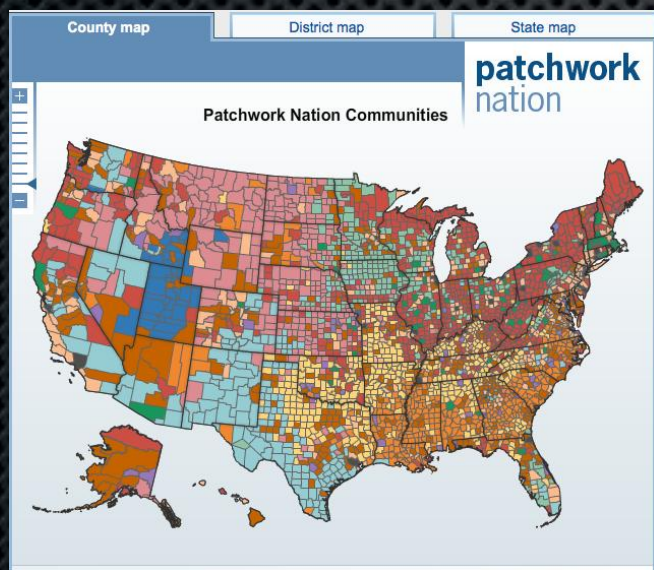 County map
District map
State map
patchwork
nation
+
Patchwork Nation Communities
−